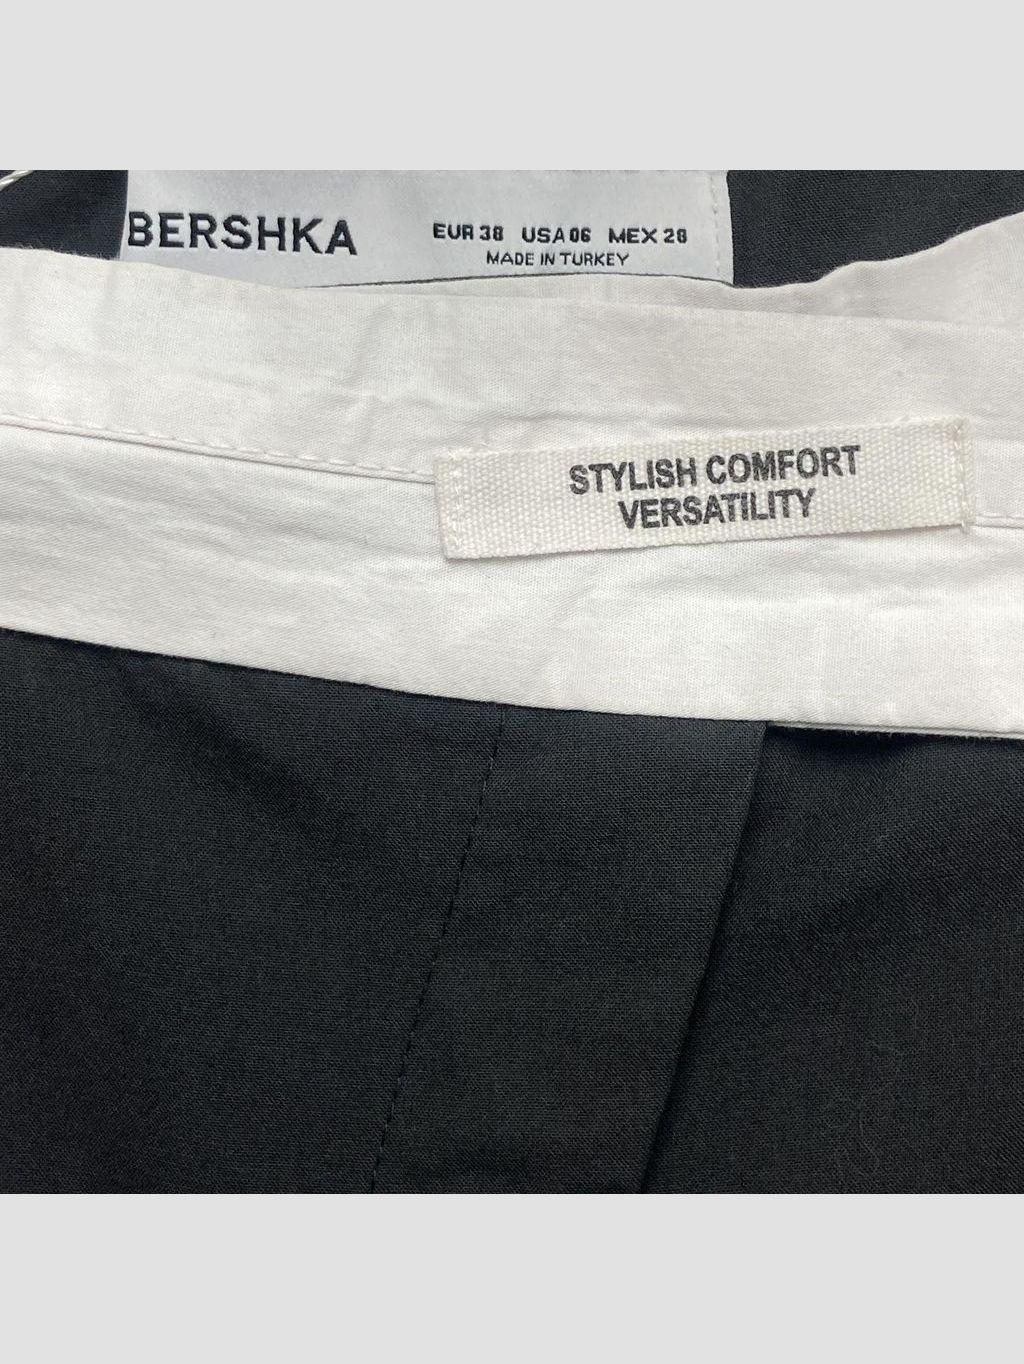 BERSHKA
EUR 38 USA 06 MEX 28
MADE IN TURKEY
STYLISH COMFORT
VERSATILITY